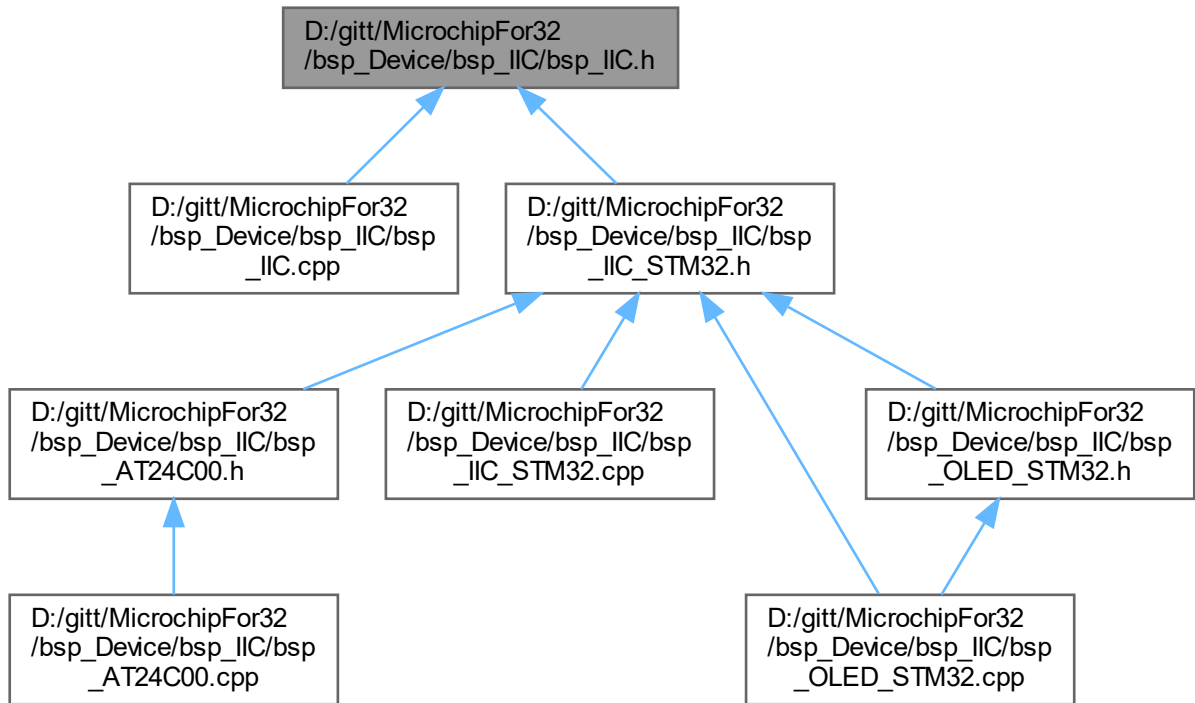 D:/gitt/MicrochipFor32
/bsp_Device/bsp_IIC/bsp_IIC.h
D:/gitt/MicrochipFor32
/bsp_Device/bsp_IIC/bsp
_IIC.cpp
D:/gitt/MicrochipFor32
/bsp_Device/bsp_IIC/bsp
_IIC_STM32.h
D:/gitt/MicrochipFor32
/bsp_Device/bsp_IIC/bsp
_AT24C00.h
D:/gitt/MicrochipFor32
/bsp_Device/bsp_IIC/bsp
_IIC_STM32.cpp
D:/gitt/MicrochipFor32
/bsp_Device/bsp_IIC/bsp
_OLED_STM32.h
D:/gitt/MicrochipFor32
/bsp_Device/bsp_IIC/bsp
_AT24C00.cpp
D:/gitt/MicrochipFor32
/bsp_Device/bsp_IIC/bsp
_OLED_STM32.cpp